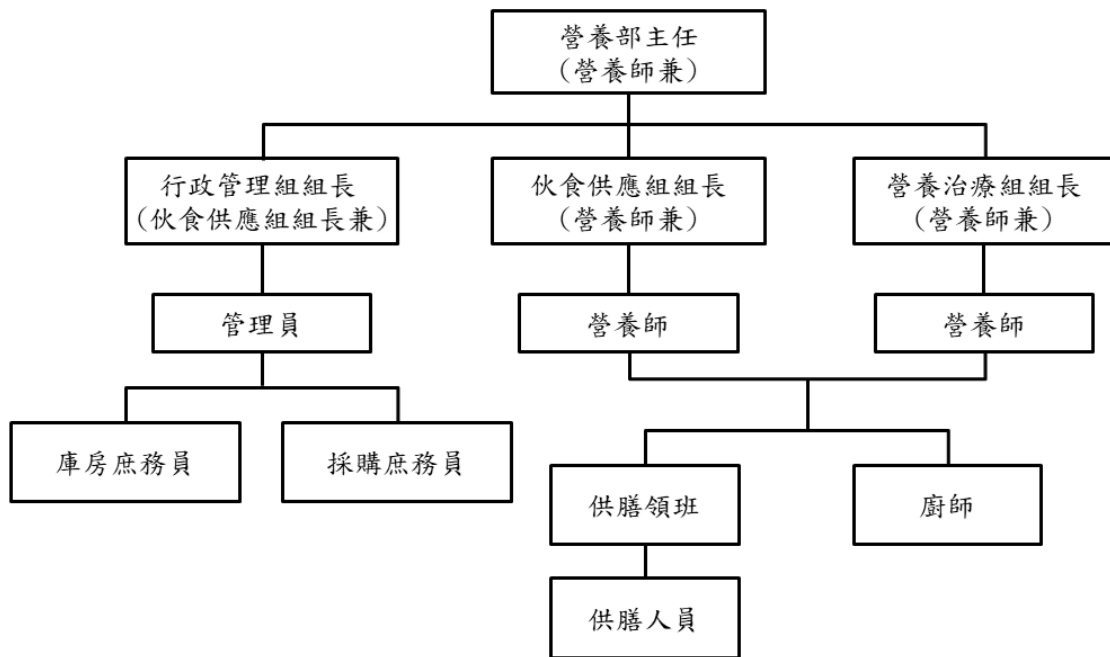 營養部主任
(營養師兼)
行政管理組組長
(伙食供應組組長兼)
伙食供應組組長
(營養師兼)
營養治療組組長
(營養師兼)
管理員
營養師
營養師
庫房庶務員
採購庶務員
供膳領班
廚師
供膳人員